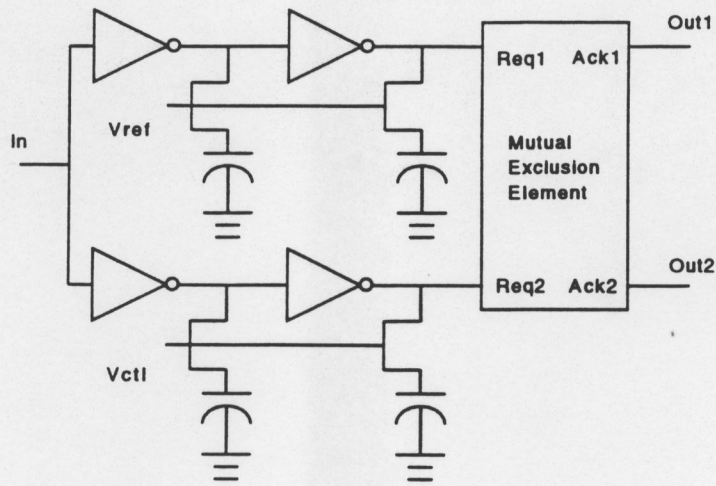 Out1
Req1 Ack1
Vref
In
Mutual
Exclusion
Element
Out2
Req2 Ack2
Vctl